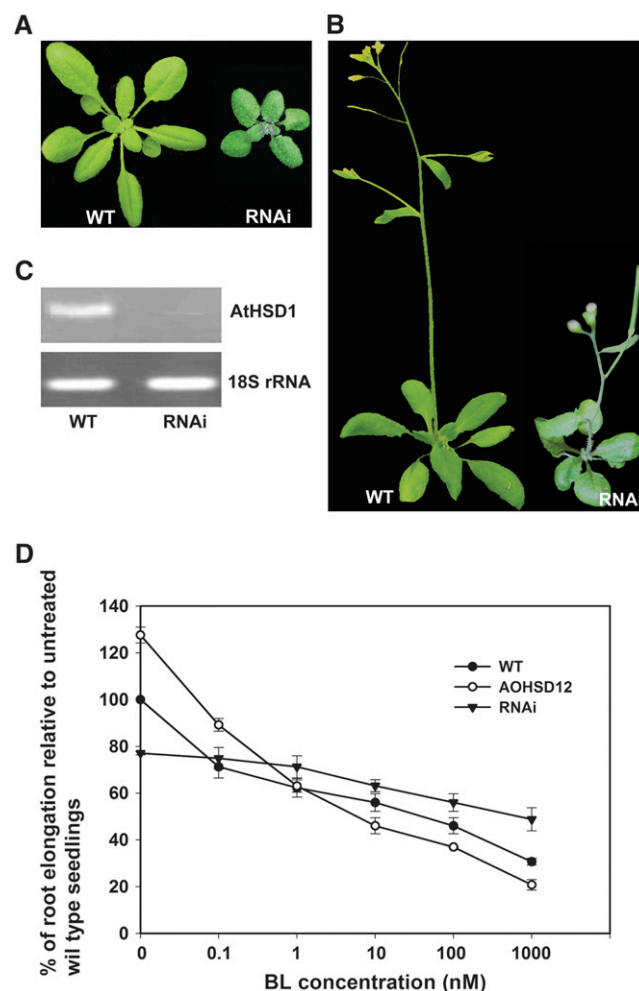 A
B
WT
RNAi
C
AtHSD1
18S rRNA
WT
RNAi
WT
RNA
D
% of root elongation relative to untreated
wil type seedlings
140
120
100
80
60
40
20
0
WT
AOHSD12
RNAi
0
0.1
1
10
100
1000
BL concentration (nM)